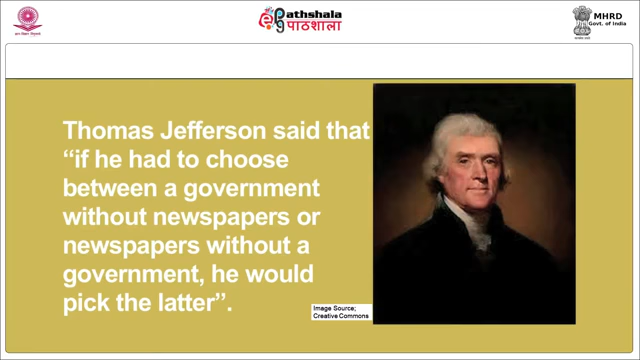 Pathshala
पाठशाला
MHRD
Govt. of India
Thomas Jefferson said that
“if he had to choose
between a government
without newspapers or
newspapers without a
government, he would
pick the latter”.
Image Source;
Creative Commons